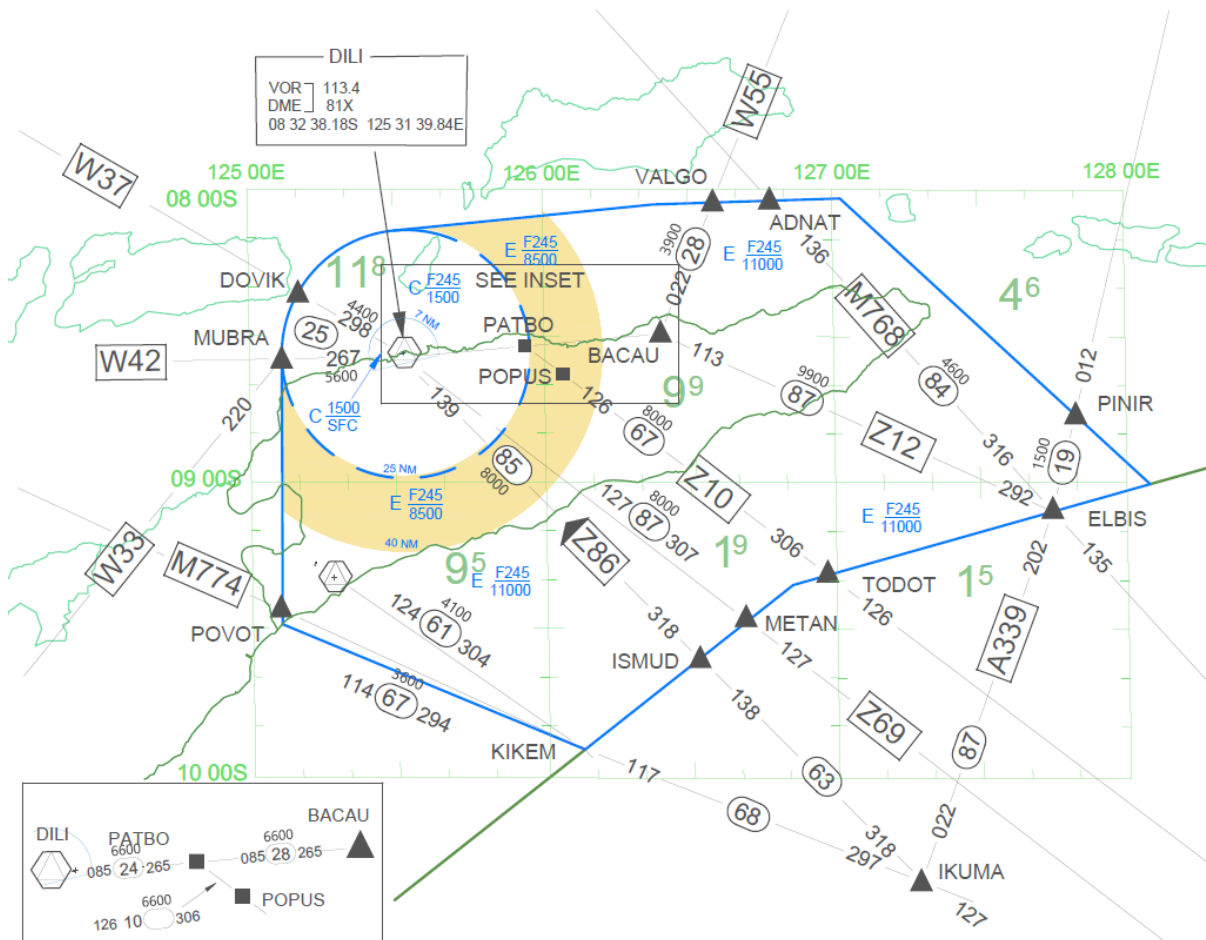 DILI
VOR 113.4
DME 81X
08 32 38.18S 125 31 39.84E
W55
W37
125 00E
126 00E
127 00E
128 00E
08 00S
VALGO
ADNAT
E F245
8500
3900
28
022
E F245
11000
136
11⁸
C F245
1500
SEE INSET
4⁶
DOVIK
4400
298
25
7 NM
M768
MUBRA
PATBO
BACAU
113
W42
267
5600
POPUS
9⁹
9900
87
4600
84
012
PINIR
220
C 1500
SFC
139
126
8000
67
Z12
316
1500
19
25 NM
85
8000
Z10
292
09 00S
E F245
8500
127
8000
87
307
E F245
11000
ELBIS
40 NM
W33
M774
9⁵
E F245
11000
Z86
1⁹
306
202
135
TODOT
1⁵
126
POVOT
124
4100
61
304
318
METAN
127
A339
ISMUD
3600
114
67
294
138
Z69
KIKEM
87
10 00S
117
63
68
022
318
297
IKUMA
127
DILI
PATBO
6600
085 24 265
6600
085 28 265
BACAU
6600
126 10 306
POPUS